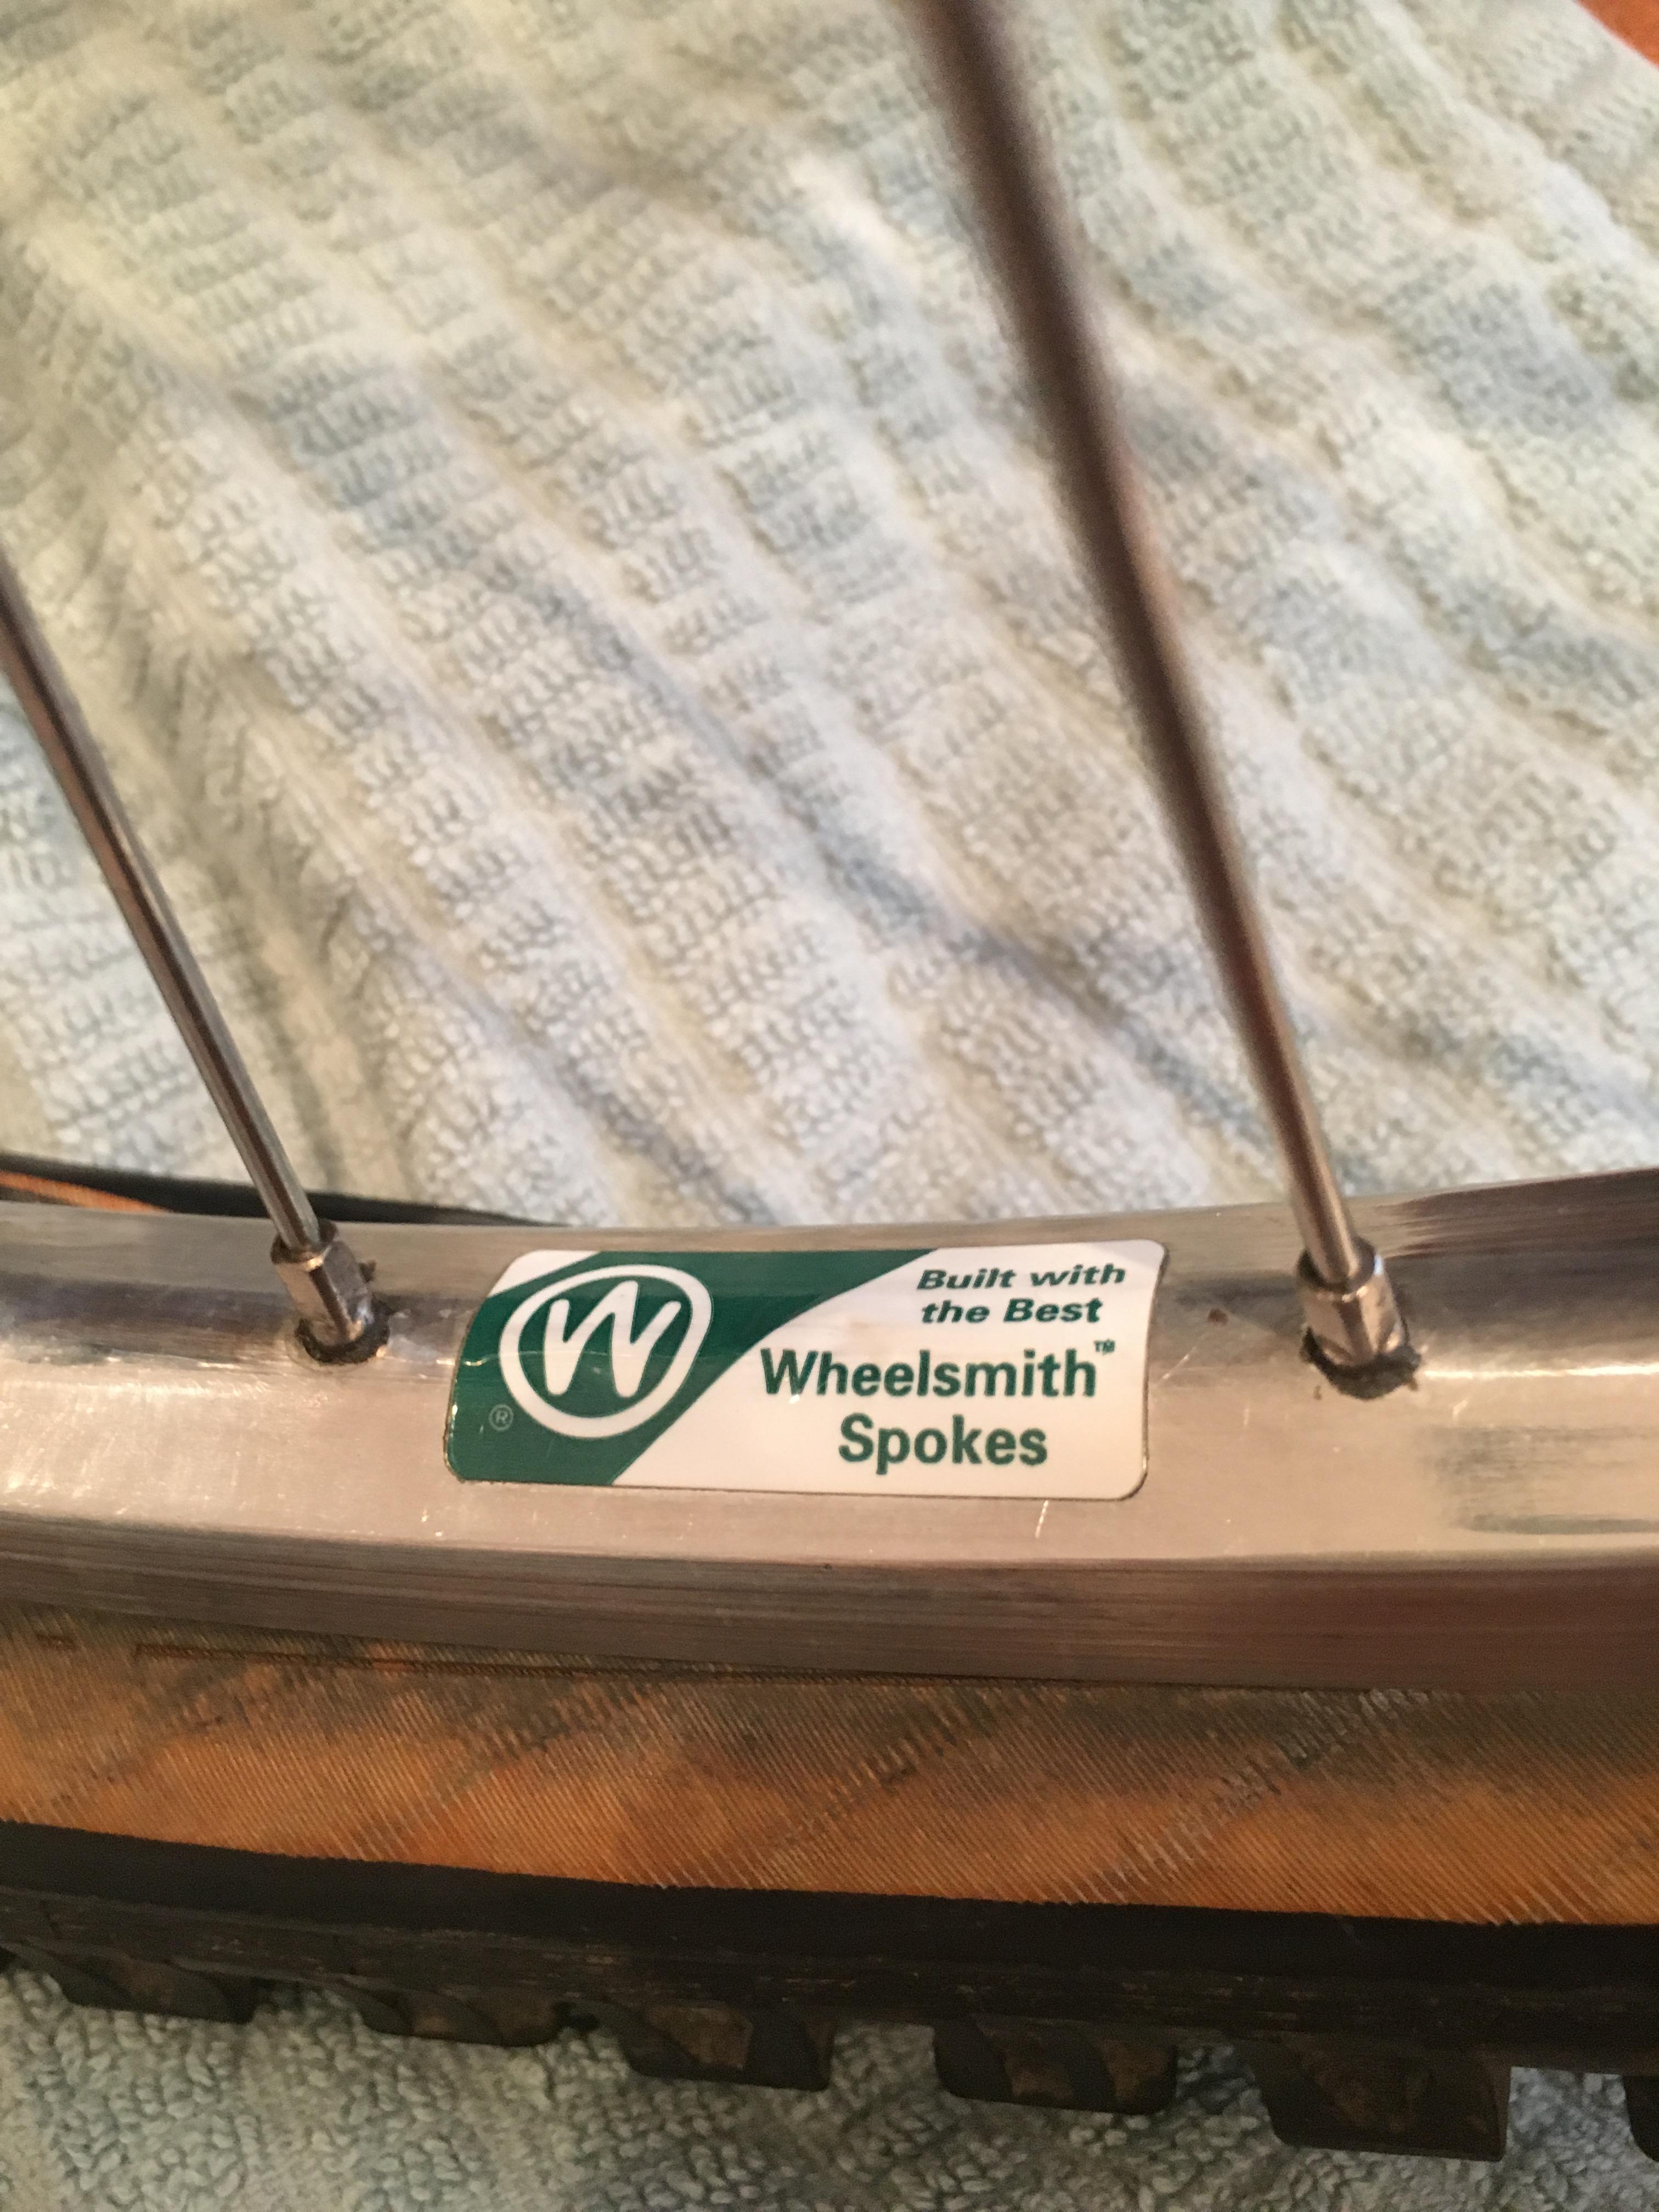 W
®
Built with
the Best
Wheelsmith™
Spokes